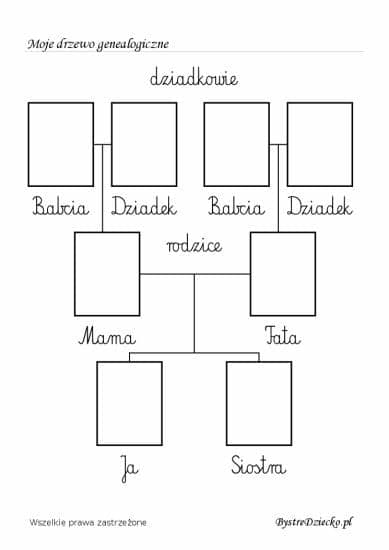 Moje drzewo genealogiczne
dziadkowie
Babcia Dziadek Babcia Dziadek
rodzice
Mama Tata
Ja Siostra
Wszelkie prawa zastrzeżone BystreDziecko.pl